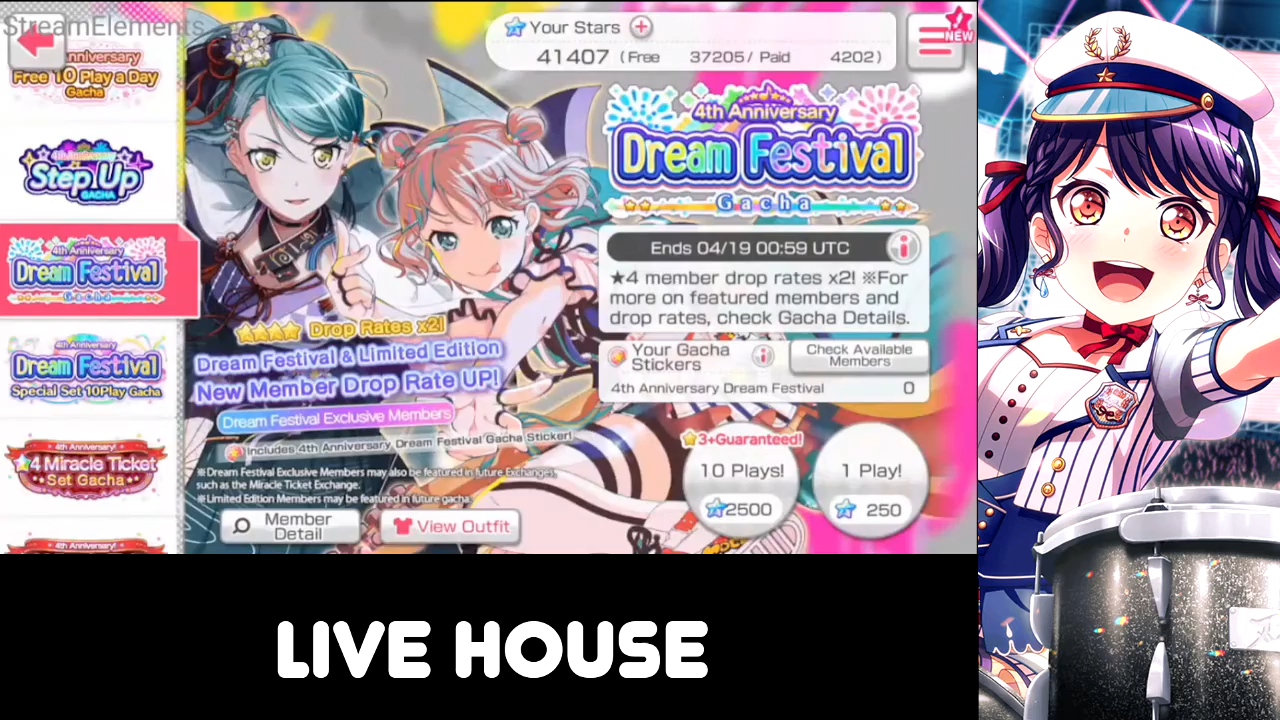 StreamElements
Anniversary
Free 10 Play a Day
Gacha
4th Anniversary
Step Up
GACHA
4th Anniversary
Dream Festival
Gacha
4th Anniversary
Dream Festival
Special Set 10Play Gacha
4th Anniversary!
★4 Miracle Ticket
Set Gacha
4th Anniversary!
Your Stars
41407 (Free 37205/ Paid 4202)
NEW
4th Anniversary
Dream Festival
Gacha
Ends 04/19 00:59 UTC
★4 member drop rates x2! ※For
more on featured members and
drop rates, check Gacha Details.
Your Gacha
Stickers
Check Available
Members
4th Anniversary Dream Festival 0
★★★★ Drop Rates x2!
Dream Festival & Limited Edition
New Member Drop Rate UP!
Dream Festival Exclusive Members
Includes 4th Anniversary Dream Festival Gacha Sticker!
※Dream Festival Exclusive Members may also be featured in future Exchanges,
such as the Miracle Ticket Exchange.
※Limited Edition Members may be featured in future gacha.
Member
Detail
View Outfit
★3+Guaranteed!
10 Plays!
2500
1 Play!
250
LIVE HOUSE